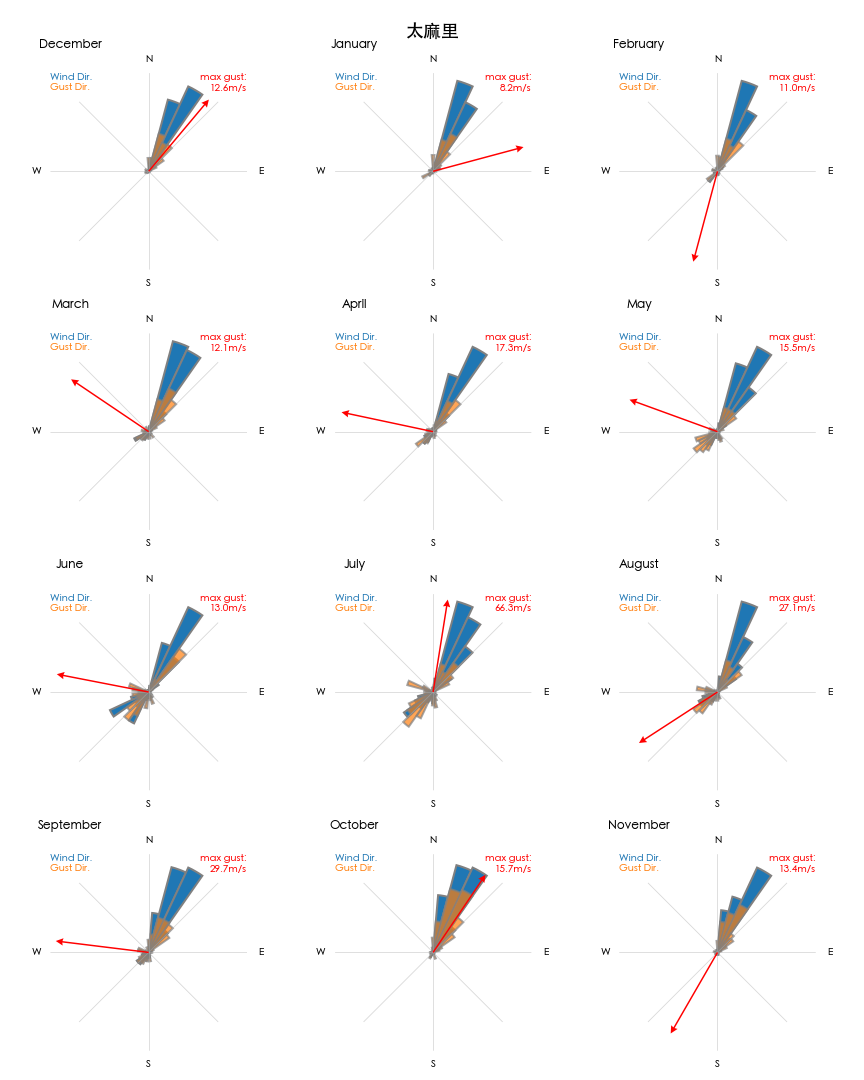 太麻里
December
N
Wind Dir.
Gust Dir.
max gust:
12.6m/s
W
E
S
January
N
Wind Dir.
Gust Dir.
max gust:
8.2m/s
W
E
S
February
N
Wind Dir.
Gust Dir.
max gust:
11.0m/s
W
E
S
March
N
Wind Dir.
Gust Dir.
max gust:
12.1m/s
W
E
S
April
N
Wind Dir.
Gust Dir.
max gust:
17.3m/s
W
E
S
May
N
Wind Dir.
Gust Dir.
max gust:
15.5m/s
W
E
S
June
N
Wind Dir.
Gust Dir.
max gust:
13.0m/s
W
E
S
July
N
Wind Dir.
Gust Dir.
max gust:
66.3m/s
W
E
S
August
N
Wind Dir.
Gust Dir.
max gust:
27.1m/s
W
E
S
September
N
Wind Dir.
Gust Dir.
max gust:
29.7m/s
W
E
S
October
N
Wind Dir.
Gust Dir.
max gust:
15.7m/s
W
E
S
November
N
Wind Dir.
Gust Dir.
max gust:
13.4m/s
W
E
S